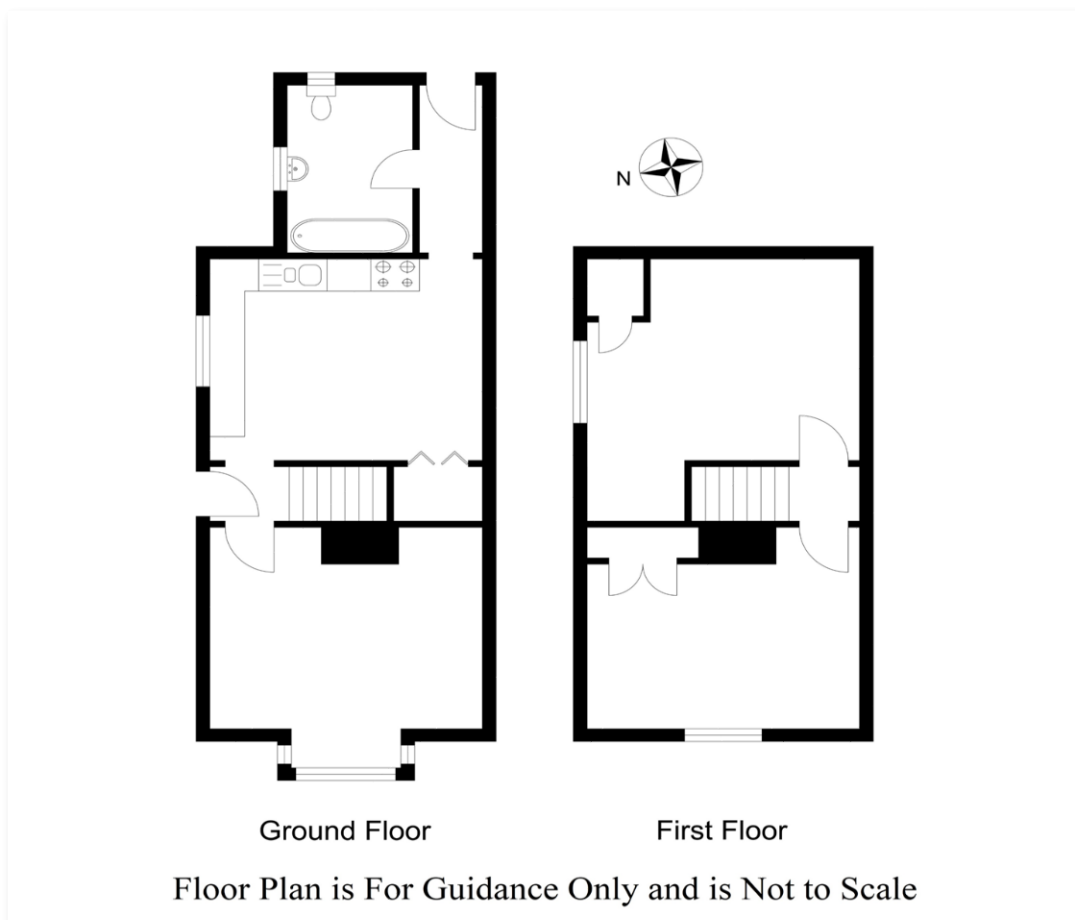 N
Ground Floor
First Floor
Floor Plan is For Guidance Only and is Not to Scale